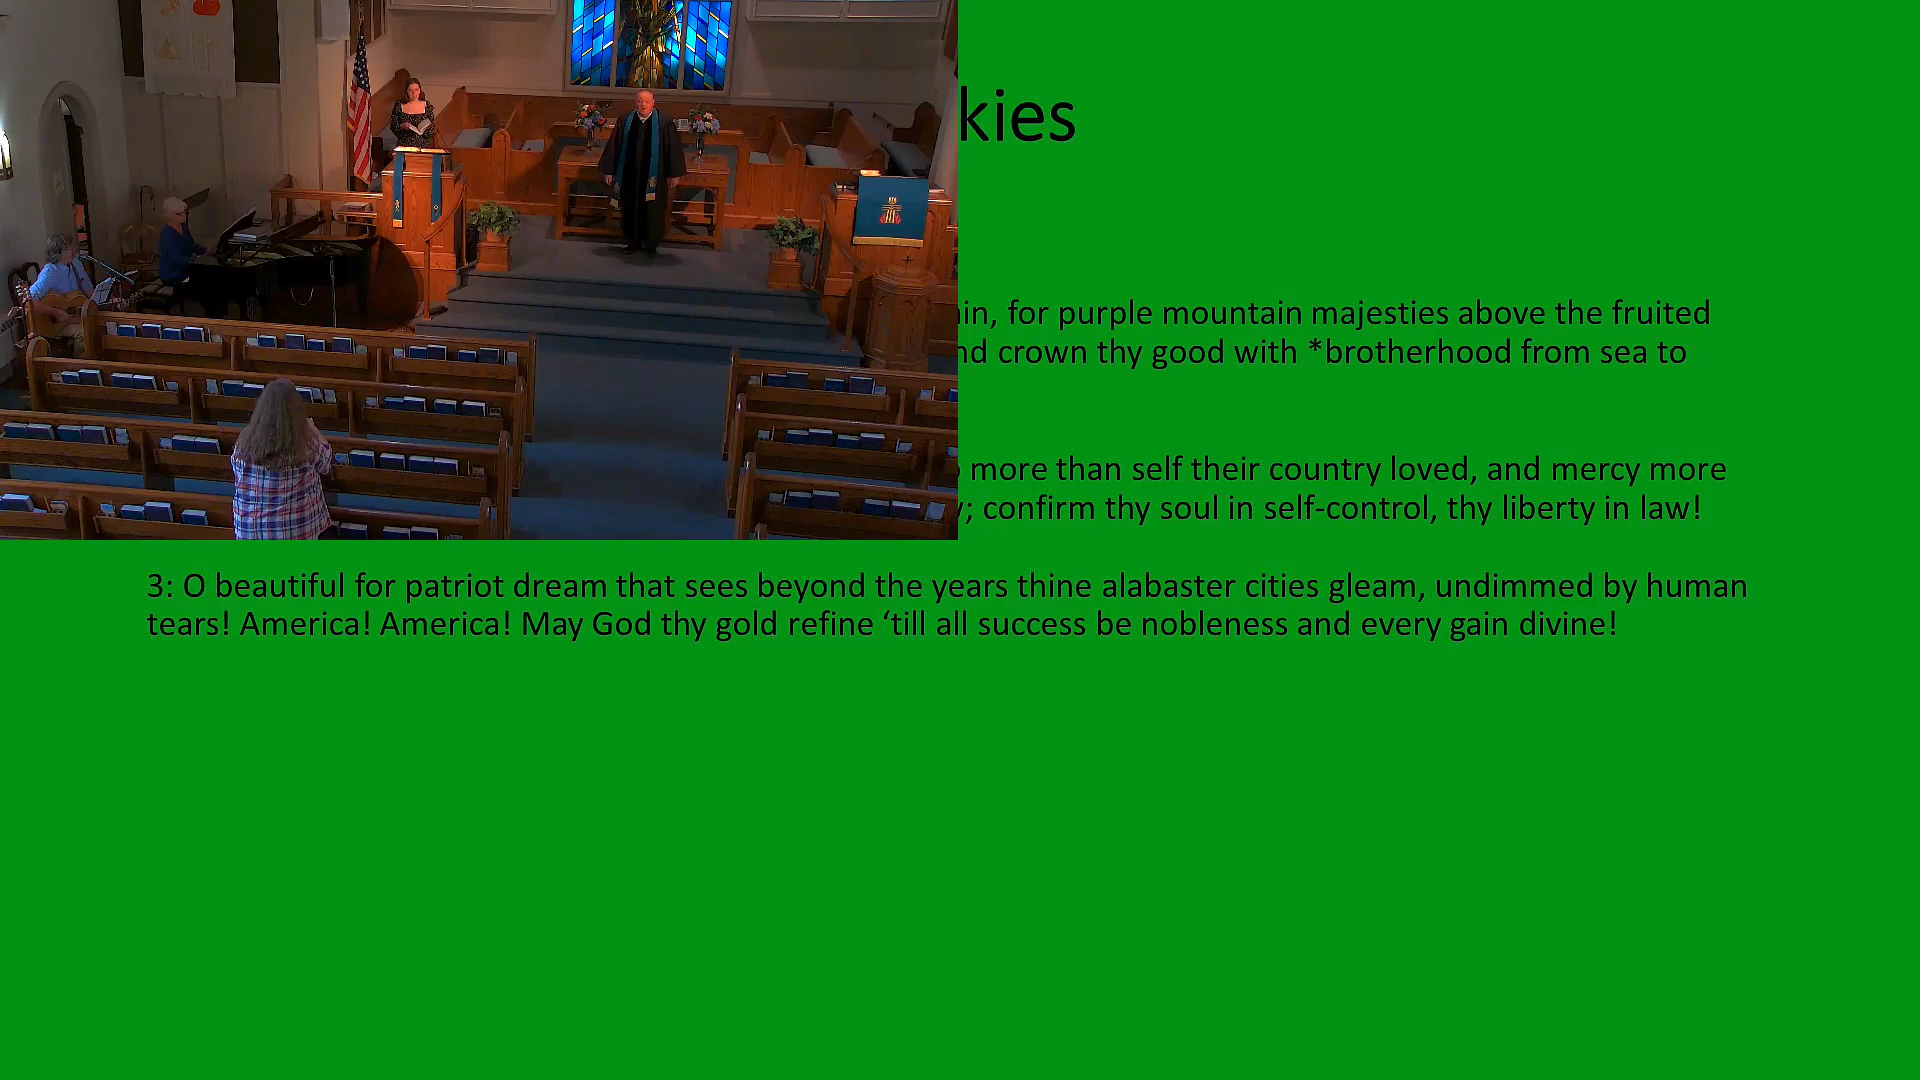 kies
for purple mountain majesties above the fruited
crown thy good with *brotherhood from sea to
more than self their country loved, and mercy more
confirm thy soul in self-control, thy liberty in law!
3: O beautiful for patriot dream that sees beyond the years thine alabaster cities gleam, undimmed by human
tears! America! America! May God thy gold refine ‘till all success be nobleness and every gain divine!